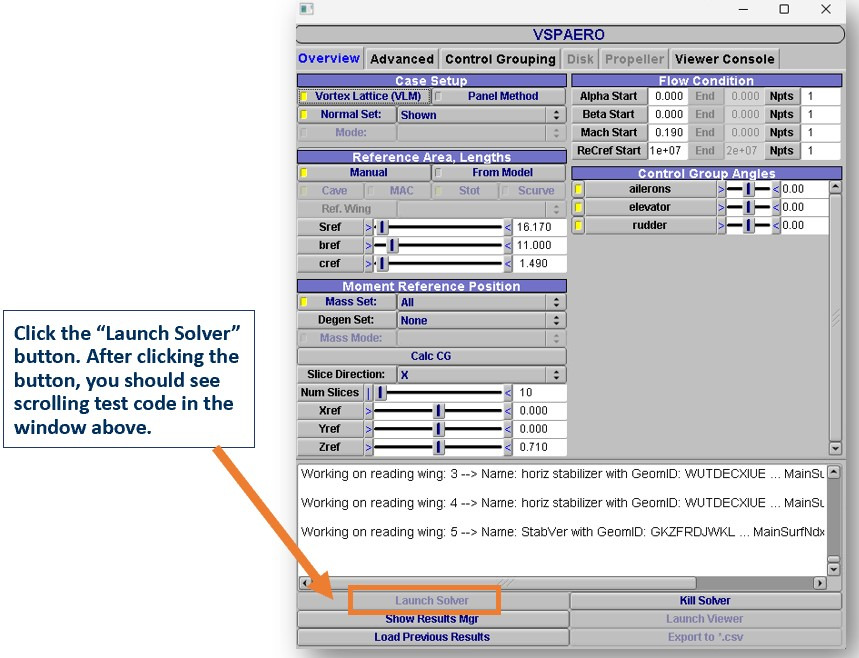 VSPAERO
Overview Advanced Control Grouping Disk Propeller Viewer Console
Case Setup
Vortex Lattice (VLM) Panel Method
Normal Set: Shown
Mode:
Reference Area, Lengths
Manual From Model
Cave MAC Stot Scurve
Ref. Wing
Sref > < 16.170
bref > < 11.000
cref > < 1.490
Moment Reference Position
Mass Set: All
Degen Set: None
Mass Mode:
Calc CG
Slice Direction: X
Num Slices | < 10
Xref > < 0.000
Yref > < 0.000
Zref > < 0.710
Flow Condition
Alpha Start 0.000 End 0.000 Npts 1
Beta Start 0.000 End 0.000 Npts 1
Mach Start 0.190 End 0.000 Npts 1
ReCref Start 1e+07 End 2e+07 Npts 1
Control Group Angles
ailerons > < 0.00
elevator > < 0.00
rudder > < 0.00
Click the “Launch Solver”
button. After clicking the
button, you should see
scrolling test code in the
window above.
Working on reading wing: 3 --> Name: horiz stabilizer with GeomID: WUTDECXIUE ... MainSu
Working on reading wing: 4 --> Name: horiz stabilizer with GeomID: WUTDECXIUE ... MainSu
Working on reading wing: 5 --> Name: StabVer with GeomID: GKZFRDJWKL ... MainSurfNdx
Launch Solver Kill Solver
Show Results Mgr Launch Viewer
Load Previous Results Export to *.csv